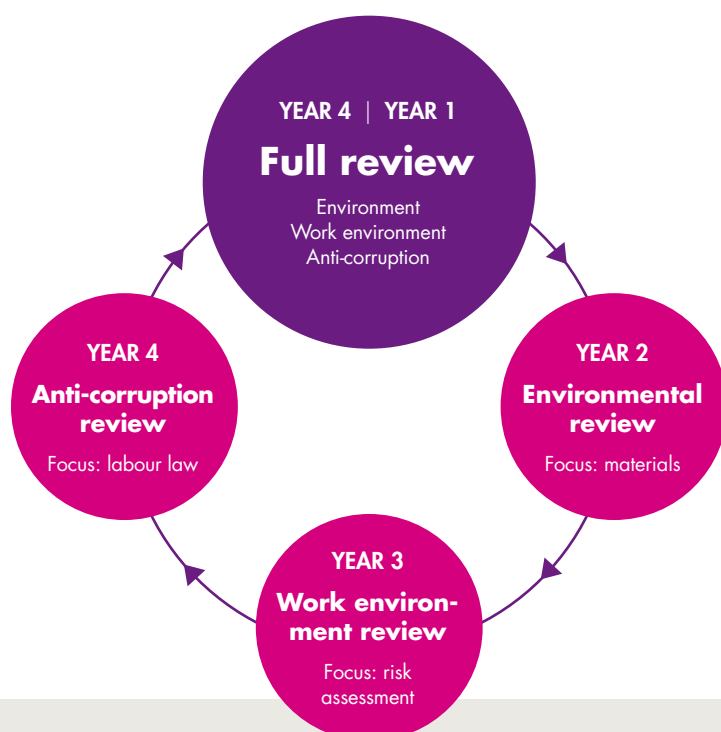 YEAR 4 | YEAR 1
Full review
Environment
Work environment
Anti-corruption
YEAR 2
Environmental
review
Focus: materials
YEAR 3
Work environ-
ment review
Focus: risk
assessment
YEAR 4
Anti-corruption
review
Focus: labour law